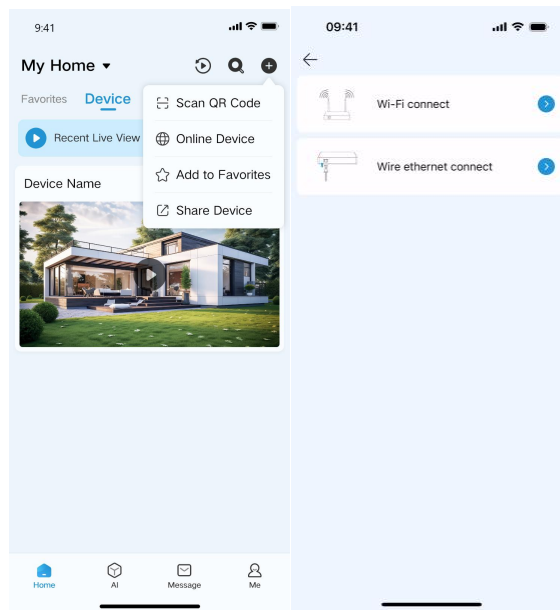 9:41
My Home
Favorites Device
Scan QR Code
Online Device
Add to Favorites
Share Device
Recent Live View
Device Name
Home AI Message Me
09:41
Wi-Fi connect
Wire ethernet connect